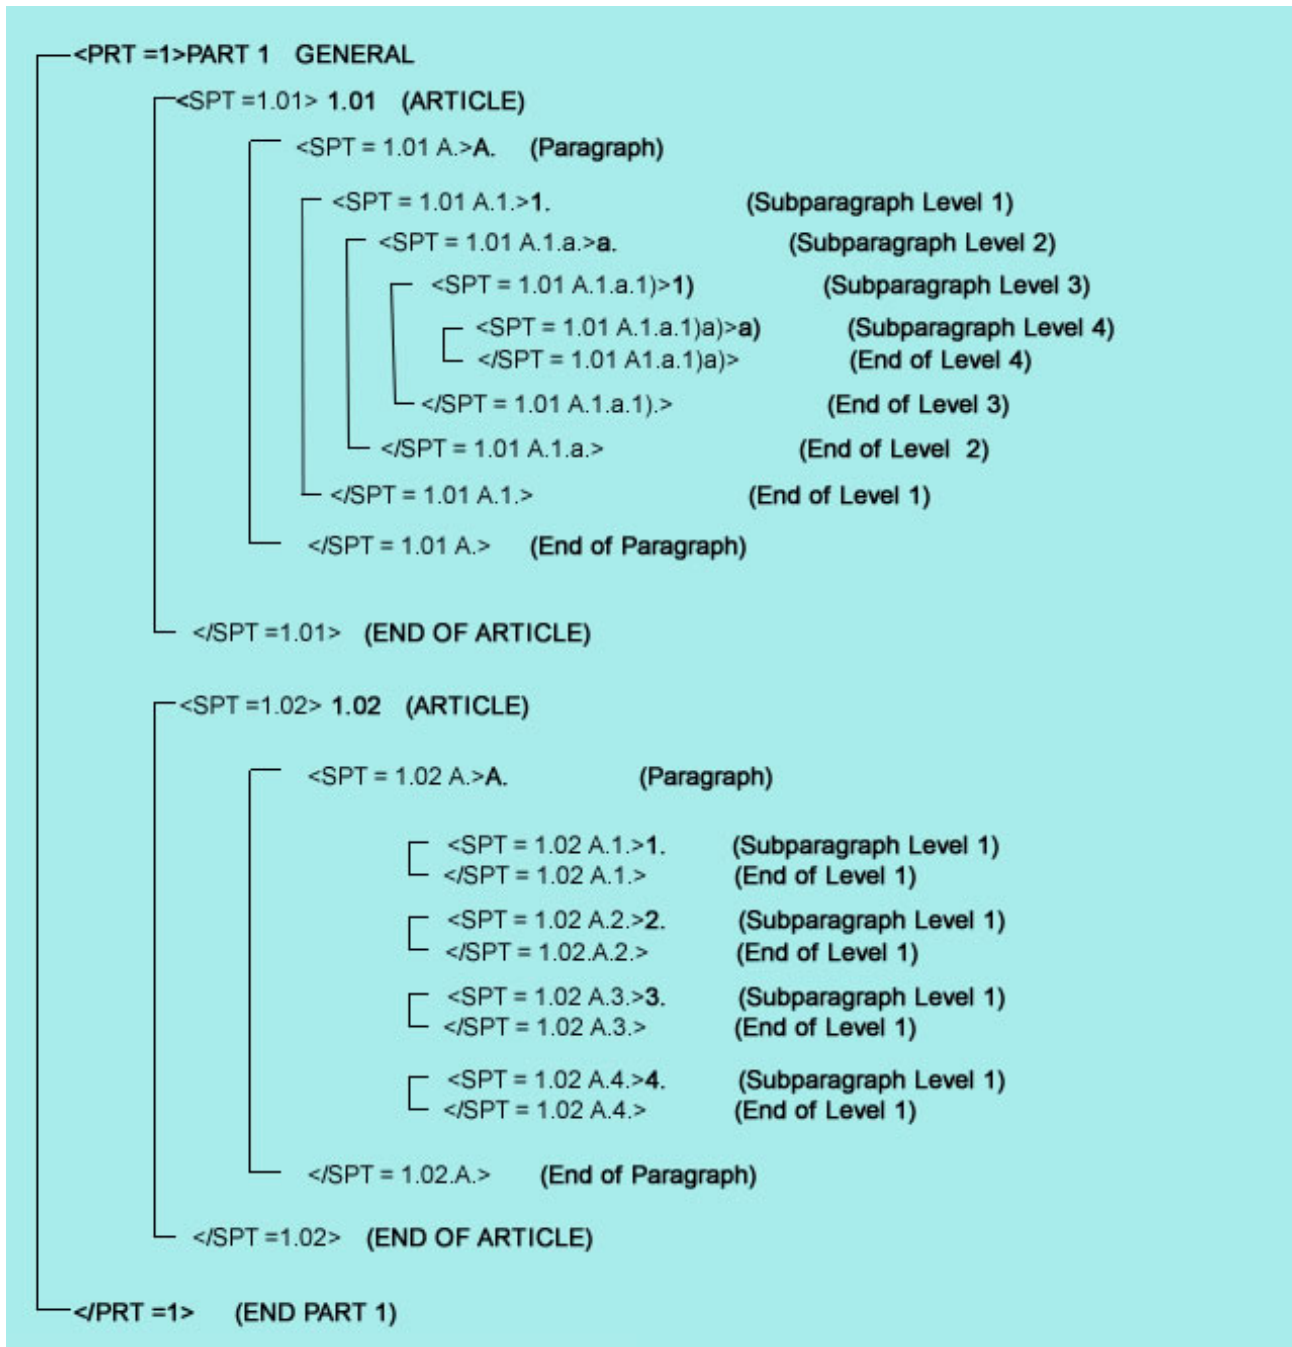 <PRT =1>PART 1 GENERAL
<SPT =1.01> 1.01 (ARTICLE)
<SPT = 1.01 A.>A. (Paragraph)
<SPT = 1.01 A.1.>1. (Subparagraph Level 1)
<SPT = 1.01 A.1.a.>a. (Subparagraph Level 2)
<SPT = 1.01 A.1.a.1)>1) (Subparagraph Level 3)
<SPT = 1.01 A.1.a.1)a)>a) (Subparagraph Level 4)
</SPT = 1.01 A1.a.1)a)> (End of Level 4)
</SPT = 1.01 A.1.a.1).> (End of Level 3)
</SPT = 1.01 A.1.a.> (End of Level 2)
</SPT = 1.01 A.1.> (End of Level 1)
</SPT = 1.01 A.> (End of Paragraph)
</SPT =1.01> (END OF ARTICLE)
<SPT =1.02> 1.02 (ARTICLE)
<SPT = 1.02 A.>A. (Paragraph)
<SPT = 1.02 A.1.>1. (Subparagraph Level 1)
</SPT = 1.02 A.1.> (End of Level 1)
<SPT = 1.02 A.2.>2. (Subparagraph Level 1)
</SPT = 1.02.A.2.> (End of Level 1)
<SPT = 1.02 A.3.>3. (Subparagraph Level 1)
</SPT = 1.02 A.3.> (End of Level 1)
<SPT = 1.02 A.4.>4. (Subparagraph Level 1)
</SPT = 1.02 A.4.> (End of Level 1)
</SPT = 1.02.A.> (End of Paragraph)
</SPT =1.02> (END OF ARTICLE)
</PRT =1> (END PART 1)